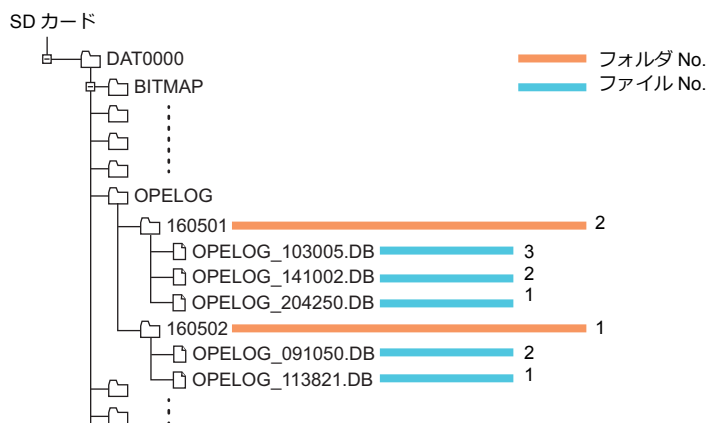 SD カード
DAT0000
フォルダ No.
BITMAP
ファイル No.
OPELOG
160501 2
OPELOG_103005.DB 3
OPELOG_141002.DB 2
OPELOG_204250.DB 1
160502 1
OPELOG_091050.DB 2
OPELOG_113821.DB 1